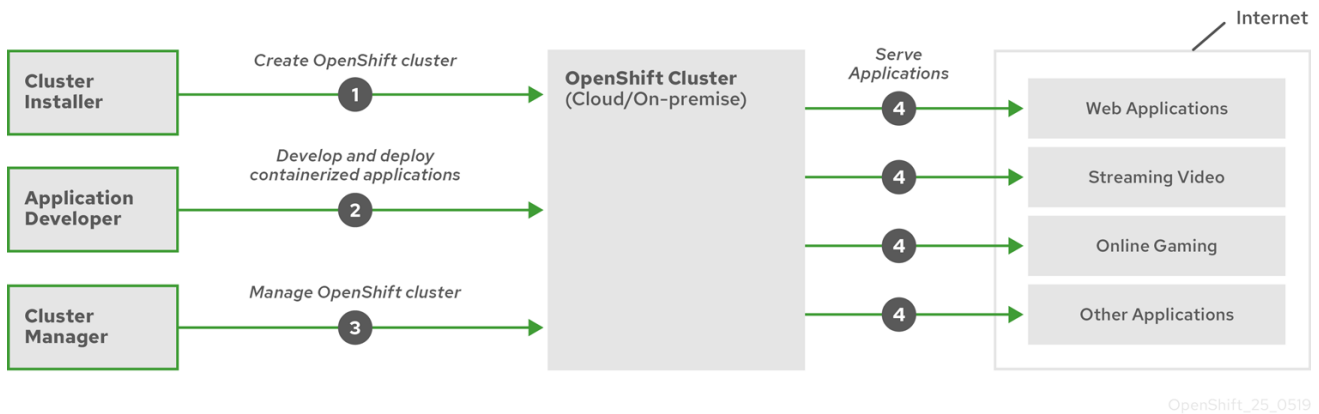 Internet
Create OpenShift cluster
Cluster
Installer
1
Develop and deploy
containerized applications
Application
Developer
2
Manage OpenShift cluster
Cluster
Manager
3
OpenShift Cluster
(Cloud/On-premise)
Serve
Applications
4
Web Applications
4
Streaming Video
4
Online Gaming
4
Other Applications
OpenShift_25_0519